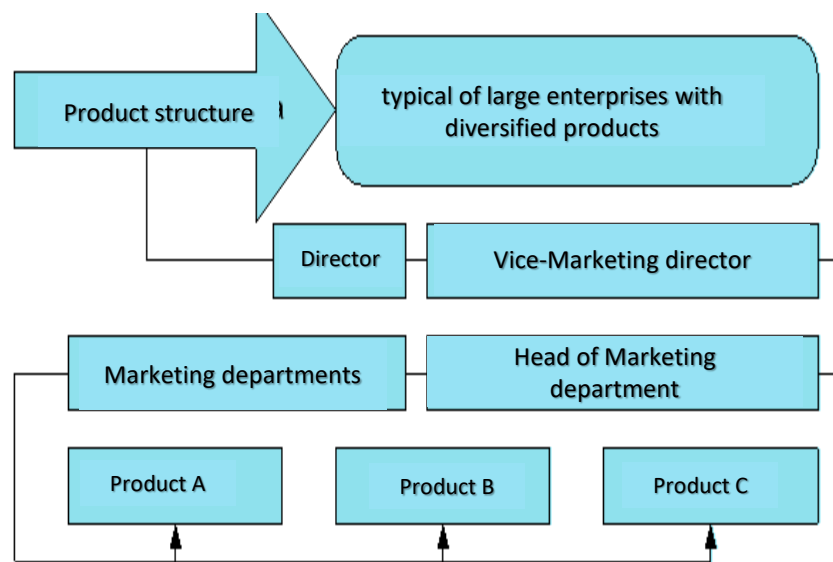 Product structure
typical of large enterprises with
diversified products
Director
Vice-Marketing director
Marketing departments
Head of Marketing
department
Product A
Product B
Product C